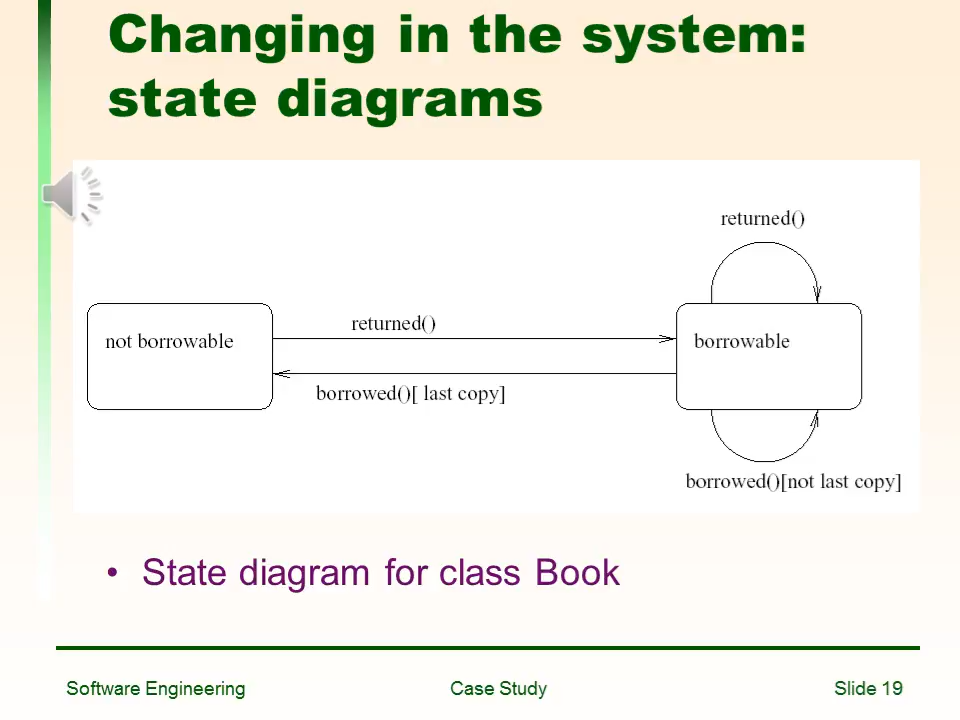 Changing in the system:
state diagrams
returned()
returned()
not borrowable
borrowable
borrowed()[ last copy]
borrowed()[not last copy]
• State diagram for class Book
Software Engineering
Case Study
Slide 19